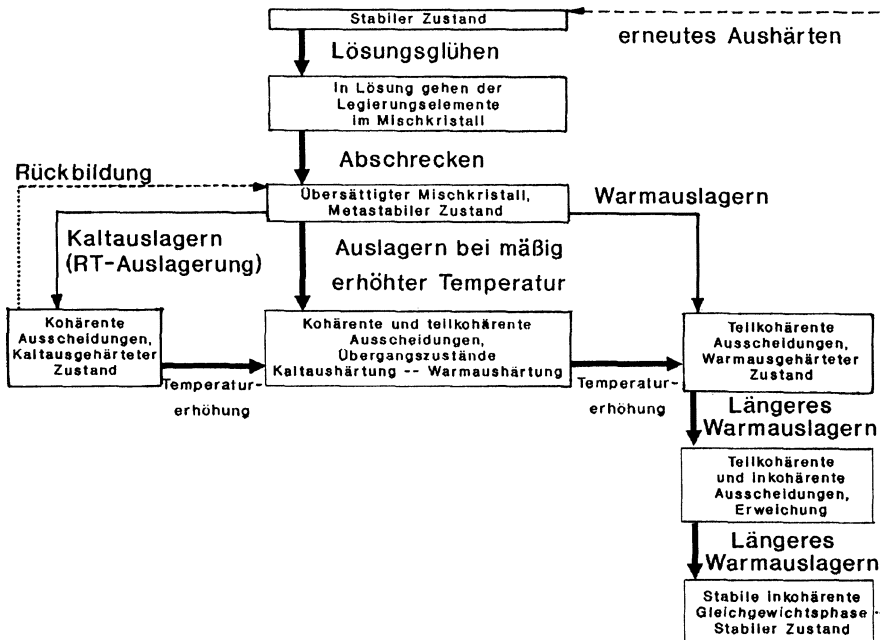 Stabiler Zustand
erneutes Aushärten
Lösungsglühen
In Lösung gehen der
Legierungselemente
im Mischkristall
Abschrecken
Rückbildung
Übersättigter Mischkristall,
Metastabiler Zustand
Warmauslagern
Kaltauslagern
(RT-Auslagerung)
Auslagern bei mäßig
erhöhter Temperatur
Kohärente
Ausscheidungen,
Kaltausgehärteter
Zustand
Temperatur-
erhöhung
Kohärente und teilkohärente
Ausscheidungen,
Übergangszustände
Kaltaushärtung -- Warmaushärtung
Temperatur-
erhöhung
Teilkohärente
Ausscheidungen,
Warmausgehärteter
Zustand
Längeres
Warmauslagern
Teilkohärente
und inkohärente
Ausscheidungen,
Erweichung
Längeres
Warmauslagern
Stabile inkohärente
Gleichgewichtsphase
Stabiler Zustand